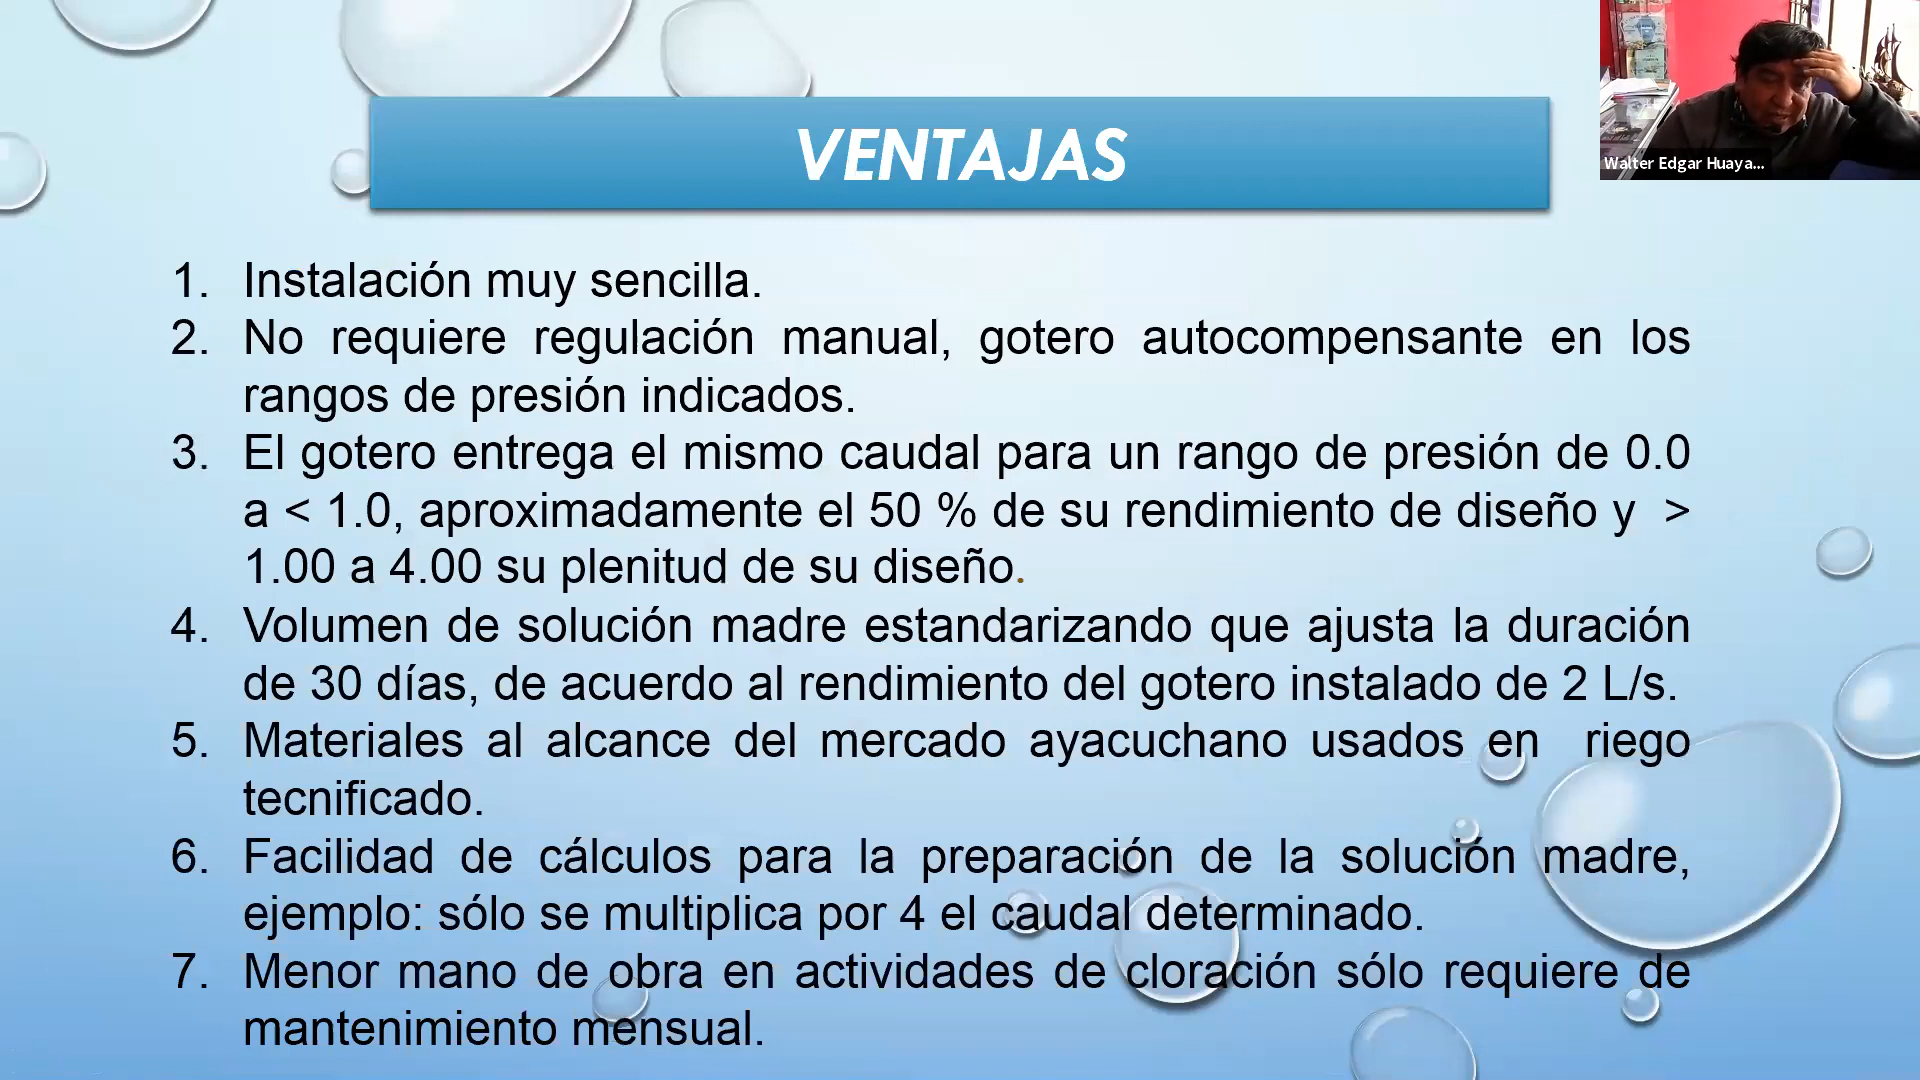 VENTAJAS
Walter Edgar Huaya...
1. Instalación muy sencilla.
2. No requiere regulación manual, gotero autocompensante en los
rangos de presión indicados.
3. El gotero entrega el mismo caudal para un rango de presión de 0.0
a < 1.0, aproximadamente el 50 % de su rendimiento de diseño y >
1.00 a 4.00 su plenitud de su diseño.
4. Volumen de solución madre estandarizando que ajusta la duración
de 30 días, de acuerdo al rendimiento del gotero instalado de 2 L/s.
5. Materiales al alcance del mercado ayacuchano usados en riego
tecnificado.
6. Facilidad de cálculos para la preparación de la solución madre,
ejemplo: sólo se multiplica por 4 el caudal determinado.
7. Menor mano de obra en actividades de cloración sólo requiere de
mantenimiento mensual.